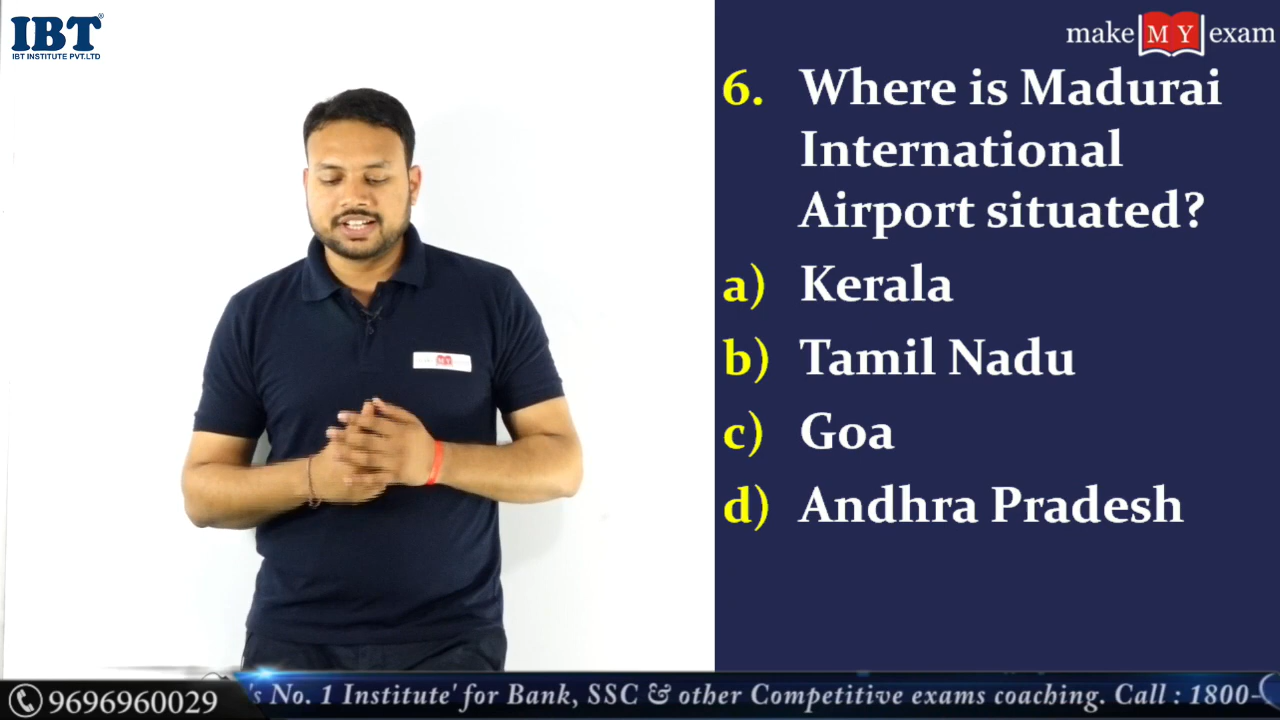 IBT®
IBT INSTITUTE PVT.LTD
make MY exam
6. Where is Madurai
International
Airport situated?
a) Kerala
b) Tamil Nadu
c) Goa
d) Andhra Pradesh
MY
9696960029 's No. 1 Institute' for Bank, SSC & other Competitive exams coaching. Call : 1800-